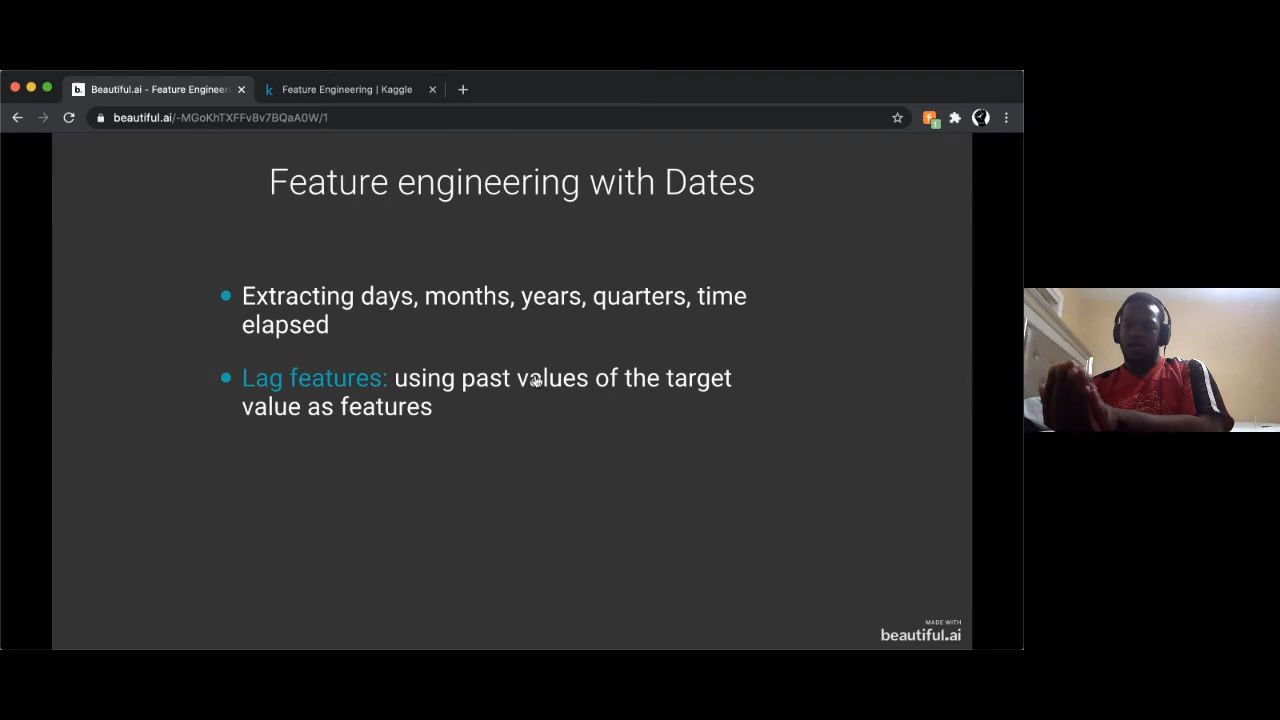 b. Beautiful.ai - Feature Engineer
Feature Engineering | Kaggle
beautiful.ai/-MGoKhTXFFv8v7BQaA0W/1
Feature engineering with Dates
Extracting days, months, years, quarters, time
elapsed
Lag features: using past values of the target
value as features
MADE WITH
beautiful.ai